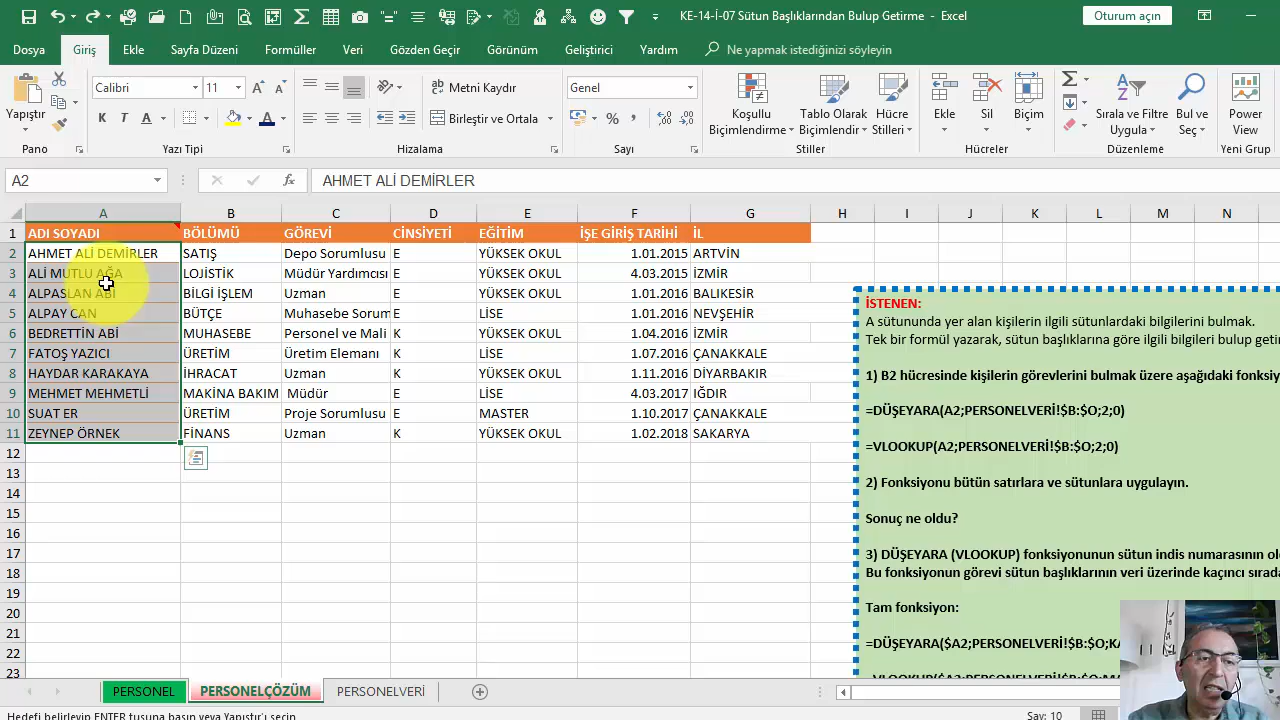 KE-14-İ-07 Sütun Başlıklarından Bulup Getirme - Excel
Oturum açın
Dosya Giriş Ekle Sayfa Düzeni Formüller Veri Gözden Geçir Görünüm Geliştirici Yardım Ne yapmak istediğinizi söyleyin
Yapıştır
Pano
Calibri 11
K T A
Yazı Tipi
Metni Kaydır
Birleştir ve Ortala
Hizalama
Genel
Sayı
Koşullu Biçimlendirme
Tablo Olarak Biçimlendir
Hücre Stilleri
Stiller
Ekle
Sil
Biçim
Hücreler
Sırala ve Filtre Uygula
Bul ve Seç
Düzenleme
Power View
Yeni Grup
A2 fx AHMET ALİ DEMİRLER
A B C D E F G H I J K L M N
1 ADI SOYADI BÖLÜMÜ GÖREVİ CİNSİYETİ EĞİTİM İŞE GİRİŞ TARİHİ İL
2 AHMET ALİ DEMİRLER SATIŞ Depo Sorumlusu E YÜKSEK OKUL 1.01.2015 ARTVİN
3 ALİ MUTLU AĞA LOJİSTİK Müdür Yardımcısı E YÜKSEK OKUL 4.03.2015 İZMİR
4 ALPASLAN ABİ BİLGİ İŞLEM Uzman E YÜKSEK OKUL 1.01.2016 BALIKESİR
5 ALPAY CAN BÜTÇE Muhasebe Sorum E LİSE 1.01.2016 NEVŞEHİR
6 BEDRETTİN ABİ MUHASEBE Personel ve Mali K YÜKSEK OKUL 1.04.2016 İZMİR
7 FATOŞ YAZICI ÜRETİM Üretim Elemanı K LİSE 1.07.2016 ÇANAKKALE
8 HAYDAR KARAKAYA İHRACAT Uzman K YÜKSEK OKUL 1.11.2016 DİYARBAKIR
9 MEHMET MEHMETLİ MAKİNA BAKIM Müdür E LİSE 4.03.2017 IĞDIR
10 SUAT ER ÜRETİM Proje Sorumlusu E MASTER 1.10.2017 ÇANAKKALE
11 ZEYNEP ÖRNEK FİNANS Uzman K YÜKSEK OKUL 1.02.2018 SAKARYA
12
13
14
15
16
17
18
19
20
21
22
23
İSTENEN:
A sütununda yer alan kişilerin ilgili sütunlardaki bilgilerini bulmak.
Tek bir formül yazarak, sütun başlıklarına göre ilgili bilgileri bulup geti
1) B2 hücresinde kişilerin görevlerini bulmak üzere aşağıdaki fonksiy
=DÜŞEYARA(A2;PERSONELVERİ!$B:$O;2;0)
=VLOOKUP(A2;PERSONELVERİ!$B:$O;2;0)
2) Fonksiyonu bütün satırlara ve sütunlara uygulayın.
Sonuç ne oldu?
3) DÜŞEYARA (VLOOKUP) fonksiyonunun sütun indis numarasının ol
Bu fonksiyonun görevi sütun başlıklarının veri üzerinde kaçıncı sırada
Tam fonksiyon:
=DÜŞEYARA($A2;PERSONELVERİ!$B:$O;KA
PERSONEL PERSONELÇÖZÜM PERSONELVERİ
Hedefi belirleyin ENTER tuşuna basın veya Yapıştır'ı seçin
Say: 10